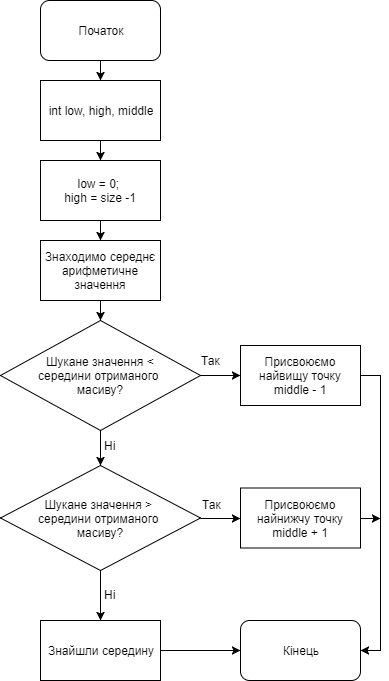 Початок
int low, high, middle
low = 0;
high = size -1
Знаходимо середнє
арифметичне
значення
Шукане значення <
середини отриманого
масиву?
Так
Присвоюємо
найвищу точку
middle - 1
Ні
Шукане значення >
середини отриманого
масиву?
Так
Присвоюємо
найнижчу точку
middle + 1
Ні
Знайшли середину
Кінець